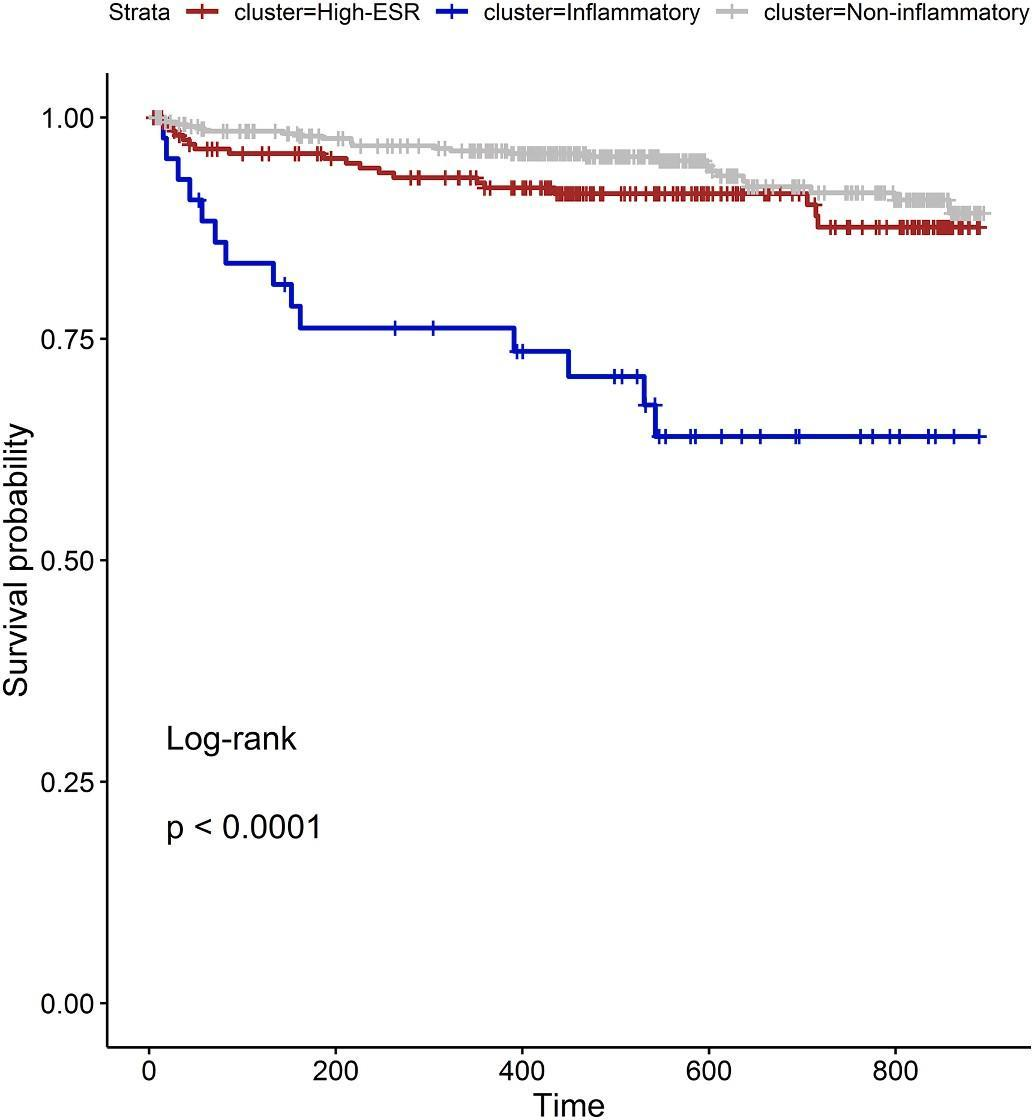 Strata cluster=High-ESR cluster=Inflammatory cluster=Non-inflammatory
Survival probability
1.00
0.75
0.50
0.25
0.00
Log-rank
p < 0.0001
0 200 400 600 800
Time